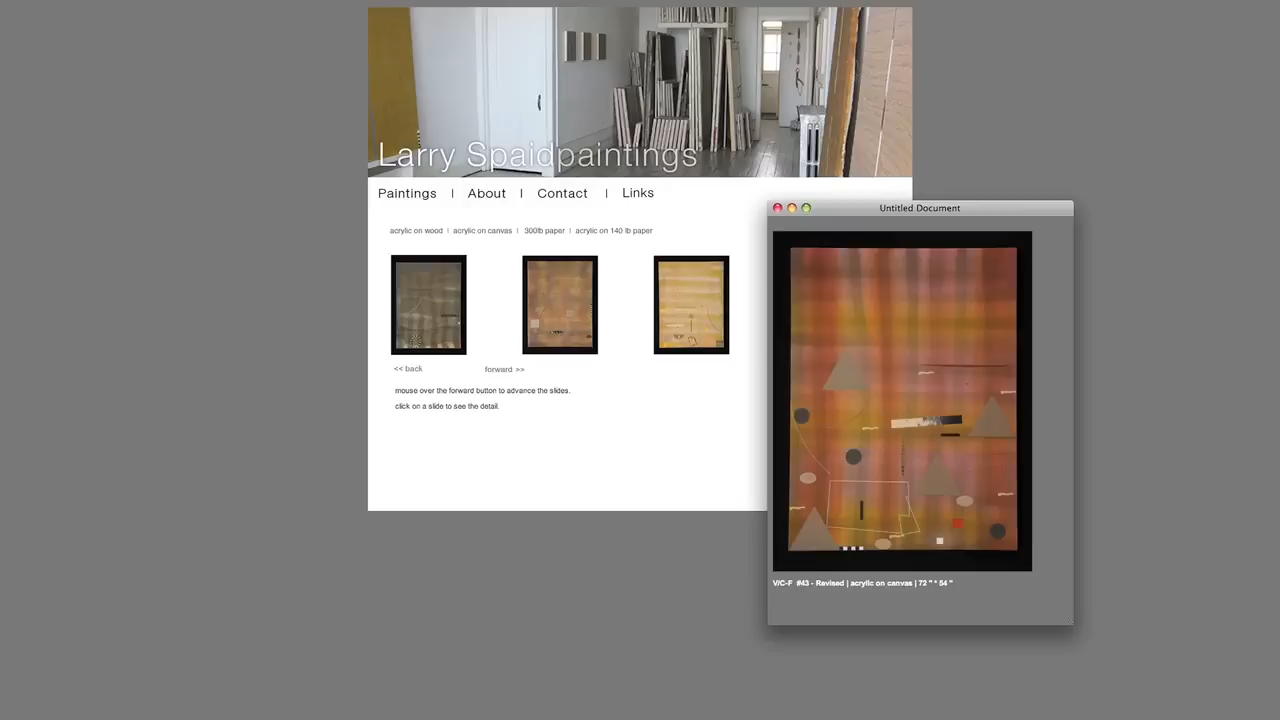 Larry Spaidpaintings
Paintings | About | Contact | Links
acrylic on wood | acrylic on canvas | 300lb paper | acrylic on 140 lb paper
<< back forward >>
mouse over the forward button to advance the slides.
click on a slide to see the detail.
Untitled Document
V/C-F #43 - Revised | acrylic on canvas | 72 " * 54 "